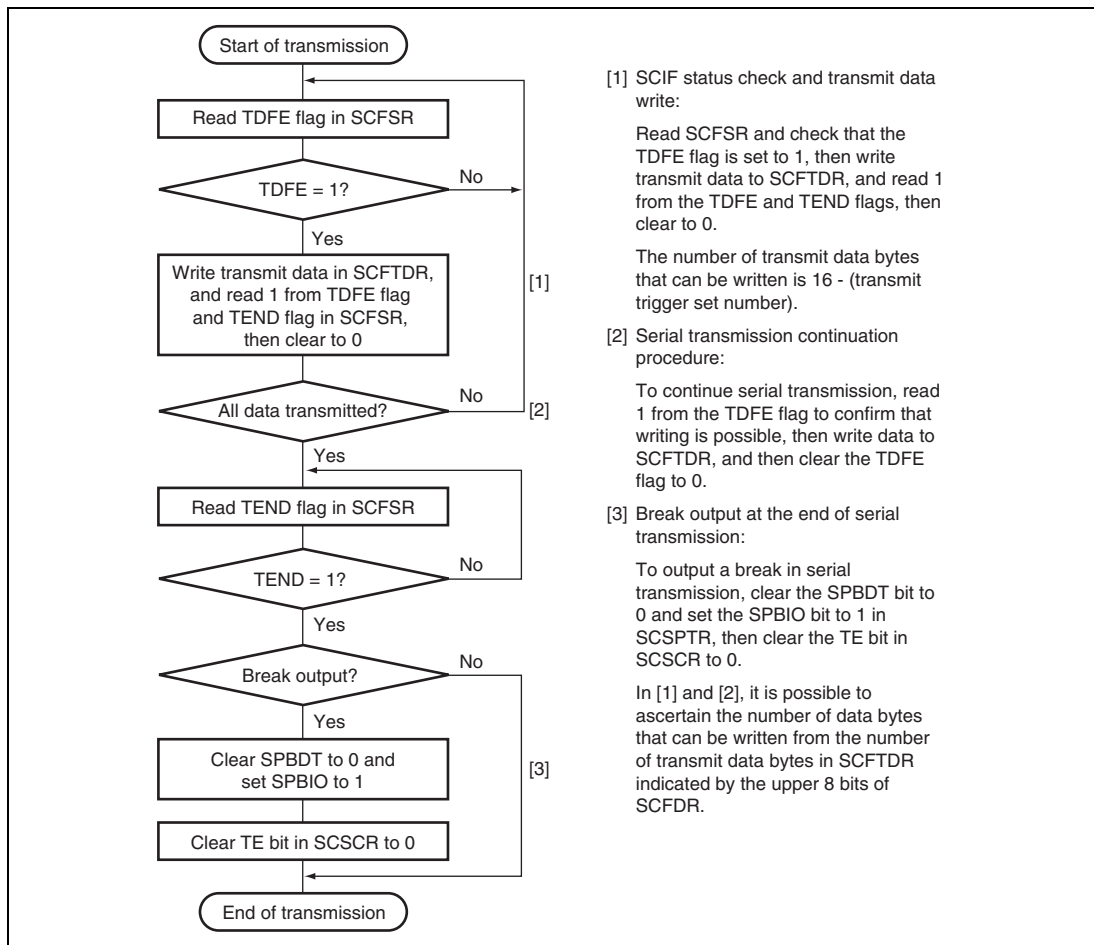 Start of transmission
Read TDFE flag in SCFSR
TDFE = 1?
No
Yes
Write transmit data in SCFTDR,
and read 1 from TDFE flag
and TEND flag in SCFSR,
then clear to 0
[1]
All data transmitted?
No
[2]
Yes
Read TEND flag in SCFSR
TEND = 1?
No
Yes
Break output?
No
Yes
Clear SPBDT to 0 and
set SPBIO to 1
[3]
Clear TE bit in SCSCR to 0
End of transmission
[1] SCIF status check and transmit data
write:
Read SCFSR and check that the
TDFE flag is set to 1, then write
transmit data to SCFTDR, and read 1
from the TDFE and TEND flags, then
clear to 0.
The number of transmit data bytes
that can be written is 16 - (transmit
trigger set number).
[2] Serial transmission continuation
procedure:
To continue serial transmission, read
1 from the TDFE flag to confirm that
writing is possible, then write data to
SCFTDR, and then clear the TDFE
flag to 0.
[3] Break output at the end of serial
transmission:
To output a break in serial
transmission, clear the SPBDT bit to
0 and set the SPBIO bit to 1 in
SCSPTR, then clear the TE bit in
SCSCR to 0.
In [1] and [2], it is possible to
ascertain the number of data bytes
that can be written from the number
of transmit data bytes in SCFTDR
indicated by the upper 8 bits of
SCFDR.